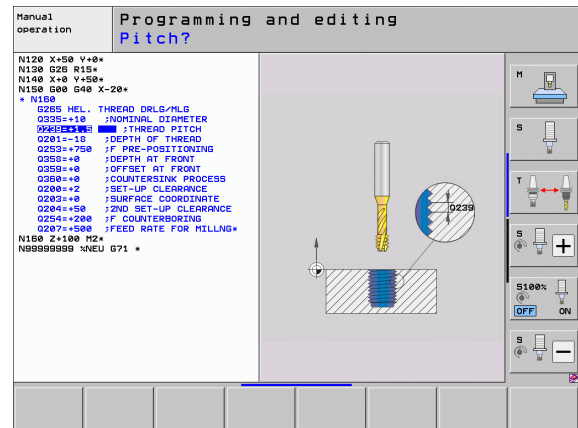 Manual
operation
Programming and editing
Pitch?
N120 X+50 Y+0*
N130 G26 R15*
N140 X+0 Y+50*
N150 G00 G40 X-20*
* N160
G265 HEL. THREAD DRLG/MLG
Q335=+10 ;NOMINAL DIAMETER
Q239=+1.5 ;THREAD PITCH
Q201=-18 ;DEPTH OF THREAD
Q253=+750 ;F PRE-POSITIONING
Q358=+0 ;DEPTH AT FRONT
Q359=+0 ;OFFSET AT FRONT
Q360=+0 ;COUNTERSINK PROCESS
Q200=+2 ;SET-UP CLEARANCE
Q203=+0 ;SURFACE COORDINATE
Q204=+50 ;2ND SET-UP CLEARANCE
Q254=+200 ;F COUNTERBORING
Q207=+500 ;FEED RATE FOR MILLNG*
N160 Z+100 M2*
N99999999 %NEU G71 *
Q239
M
S
T
S
+
S100%
OFF ON
S
-